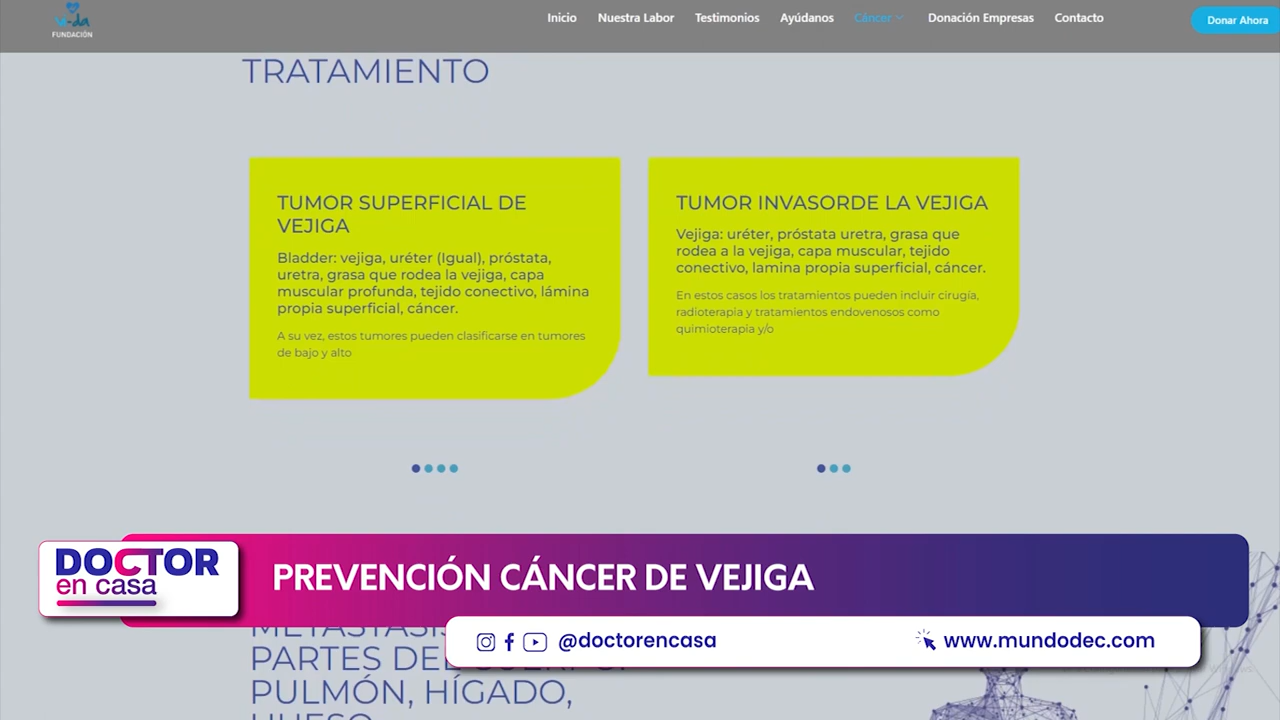 vi-da
FUNDACIÓN
Inicio
Nuestra Labor
Testimonios
Ayúdanos
Cáncer
Donación Empresas
Contacto
Donar Ahora
TRATAMIENTO
TUMOR SUPERFICIAL DE
VEJIGA
Bladder: vejiga, uréter (Igual), próstata,
uretra, grasa que rodea la vejiga, capa
muscular profunda, tejido conectivo, lámina
propia superficial, cáncer.
A su vez, estos tumores pueden clasificarse en tumores
de bajo y alto
TUMOR INVASORDE LA VEJIGA
Vejiga: uréter, próstata uretra, grasa que
rodea a la vejiga, capa muscular, tejido
conectivo, lamina propia superficial, cáncer.
En estos casos los tratamientos pueden incluir cirugía,
radioterapia y tratamientos endovenosos como
quimioterapia y/o
DOCTOR
en casa
PREVENCIÓN CÁNCER DE VEJIGA
@doctorencasa
www.mundodec.com
METÁSTASIS
PARTES DEL
PULMÓN, HÍGADO,
HUESO